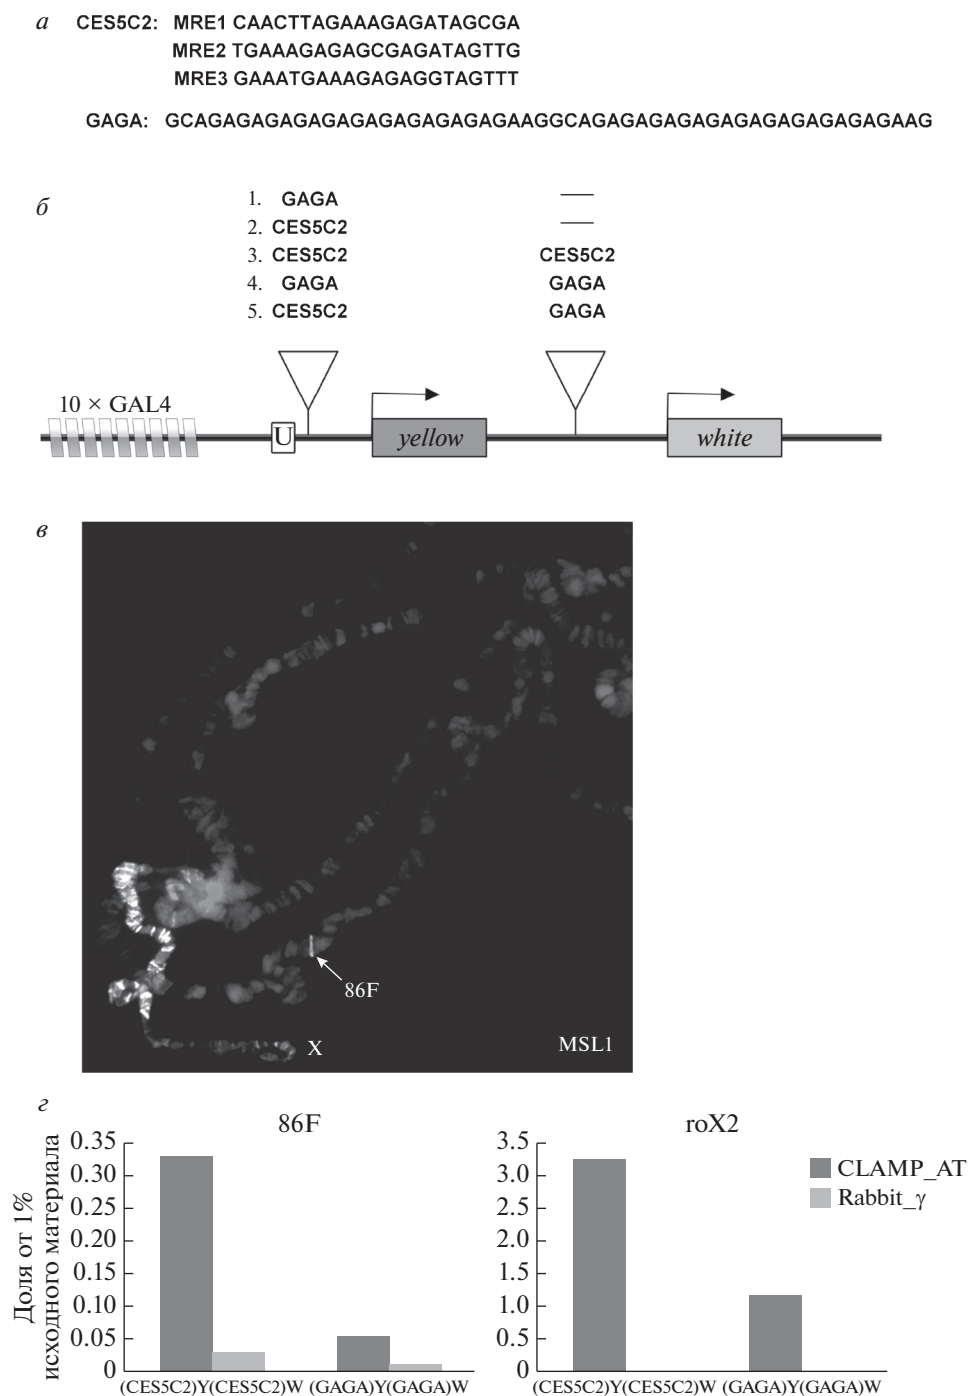 а CES5C2: MRE1 CAACTTAGAAAGAGATAGCGA
MRE2 TGAAAGAGAGCGAGATAGTTG
MRE3 GAAATGAAAGAGAGGTAGTTT
GAGA: GCAGAGAGAGAGAGAGAGAGAGAGAAGGCAGAGAGAGAGAGAGAGAGAGAGAAG
б
1. GAGA —
2. CES5C2 —
3. CES5C2 CES5C2
4. GAGA GAGA
5. CES5C2 GAGA
10 × GAL4
U
yellow
white
в
86F
X
MSL1
г
86F
Доля от 1%
исходного материала
0.35
0.30
0.30
0.20
0.15
0.10
0.05
0
(CES5C2)Y(CES5C2)W (GAGA)Y(GAGA)W
roX2
3.5
3.0
2.5
2.0
1.5
1.0
0.5
0
(CES5C2)Y(CES5C2)W (GAGA)Y(GAGA)W
CLAMP_AT
Rabbit_γ